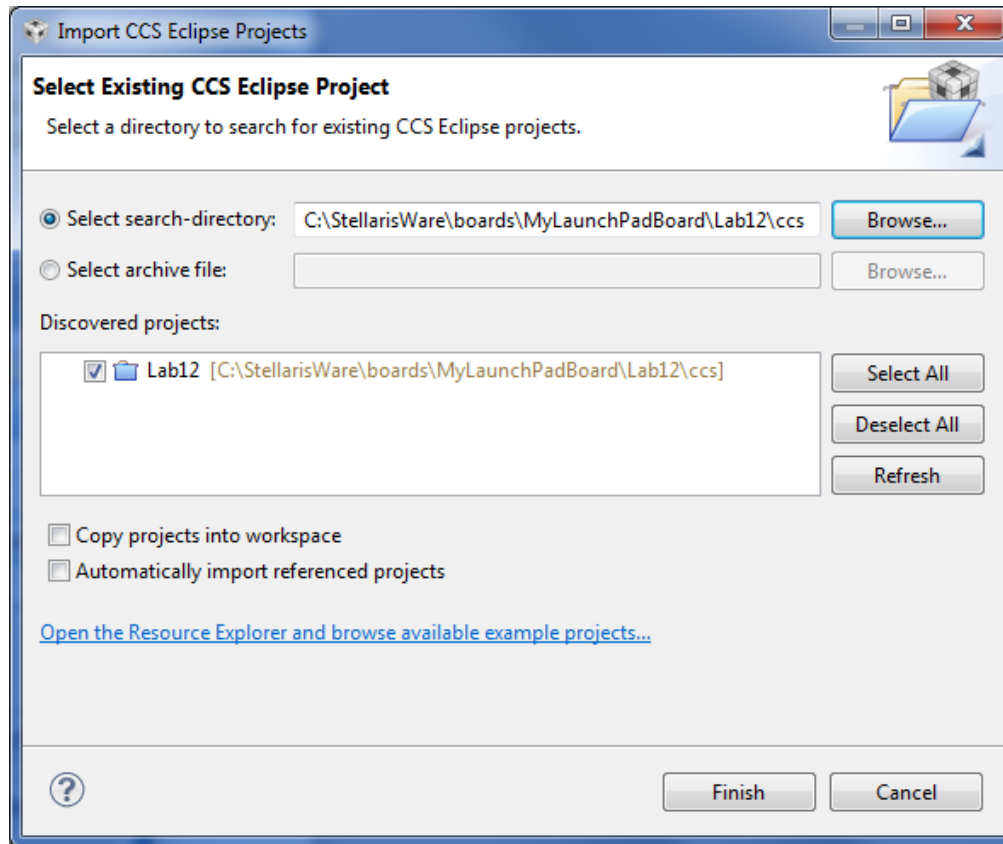 Import CCS Eclipse Projects
Select Existing CCS Eclipse Project
Select a directory to search for existing CCS Eclipse projects.
Select search-directory: C:\StellarisWare\boards\MyLaunchPadBoard\Lab12\ccs Browse...
Select archive file: Browse...
Discovered projects:
Lab12 [C:\StellarisWare\boards\MyLaunchPadBoard\Lab12\ccs] Select All
Deselect All
Refresh
Copy projects into workspace
Automatically import referenced projects
Open the Resource Explorer and browse available example projects...
? Finish Cancel